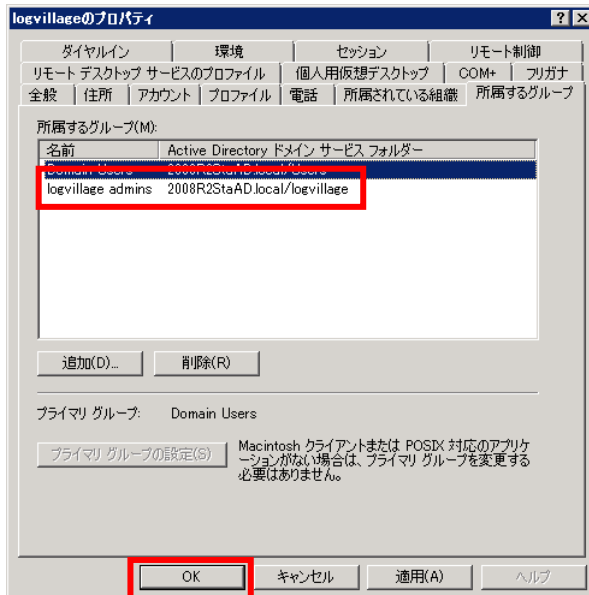 logvillageのプロパティ
ダイヤルイン 環境 セッション リモート制御
リモート デスクトップ サービスのプロファイル 個人用仮想デスクトップ COM+ フリガナ
全般 住所 アカウント プロファイル 電話 所属されている組織 所属するグループ
所属するグループ(M):
名前 Active Directory ドメイン サービス フォルダー
Domain Users 2008R2StaAD.local/Users
logvillage admins 2008R2StaAD.local/logvillage
追加(D)... 削除(R)
プライマリ グループ: Domain Users
プライマリ グループの設定(S)
Macintosh クライアントまたは POSIX 対応のアプリケ
ーションがない場合は、プライマリ グループを変更する
必要はありません。
OK キャンセル 適用(A) ヘルプ